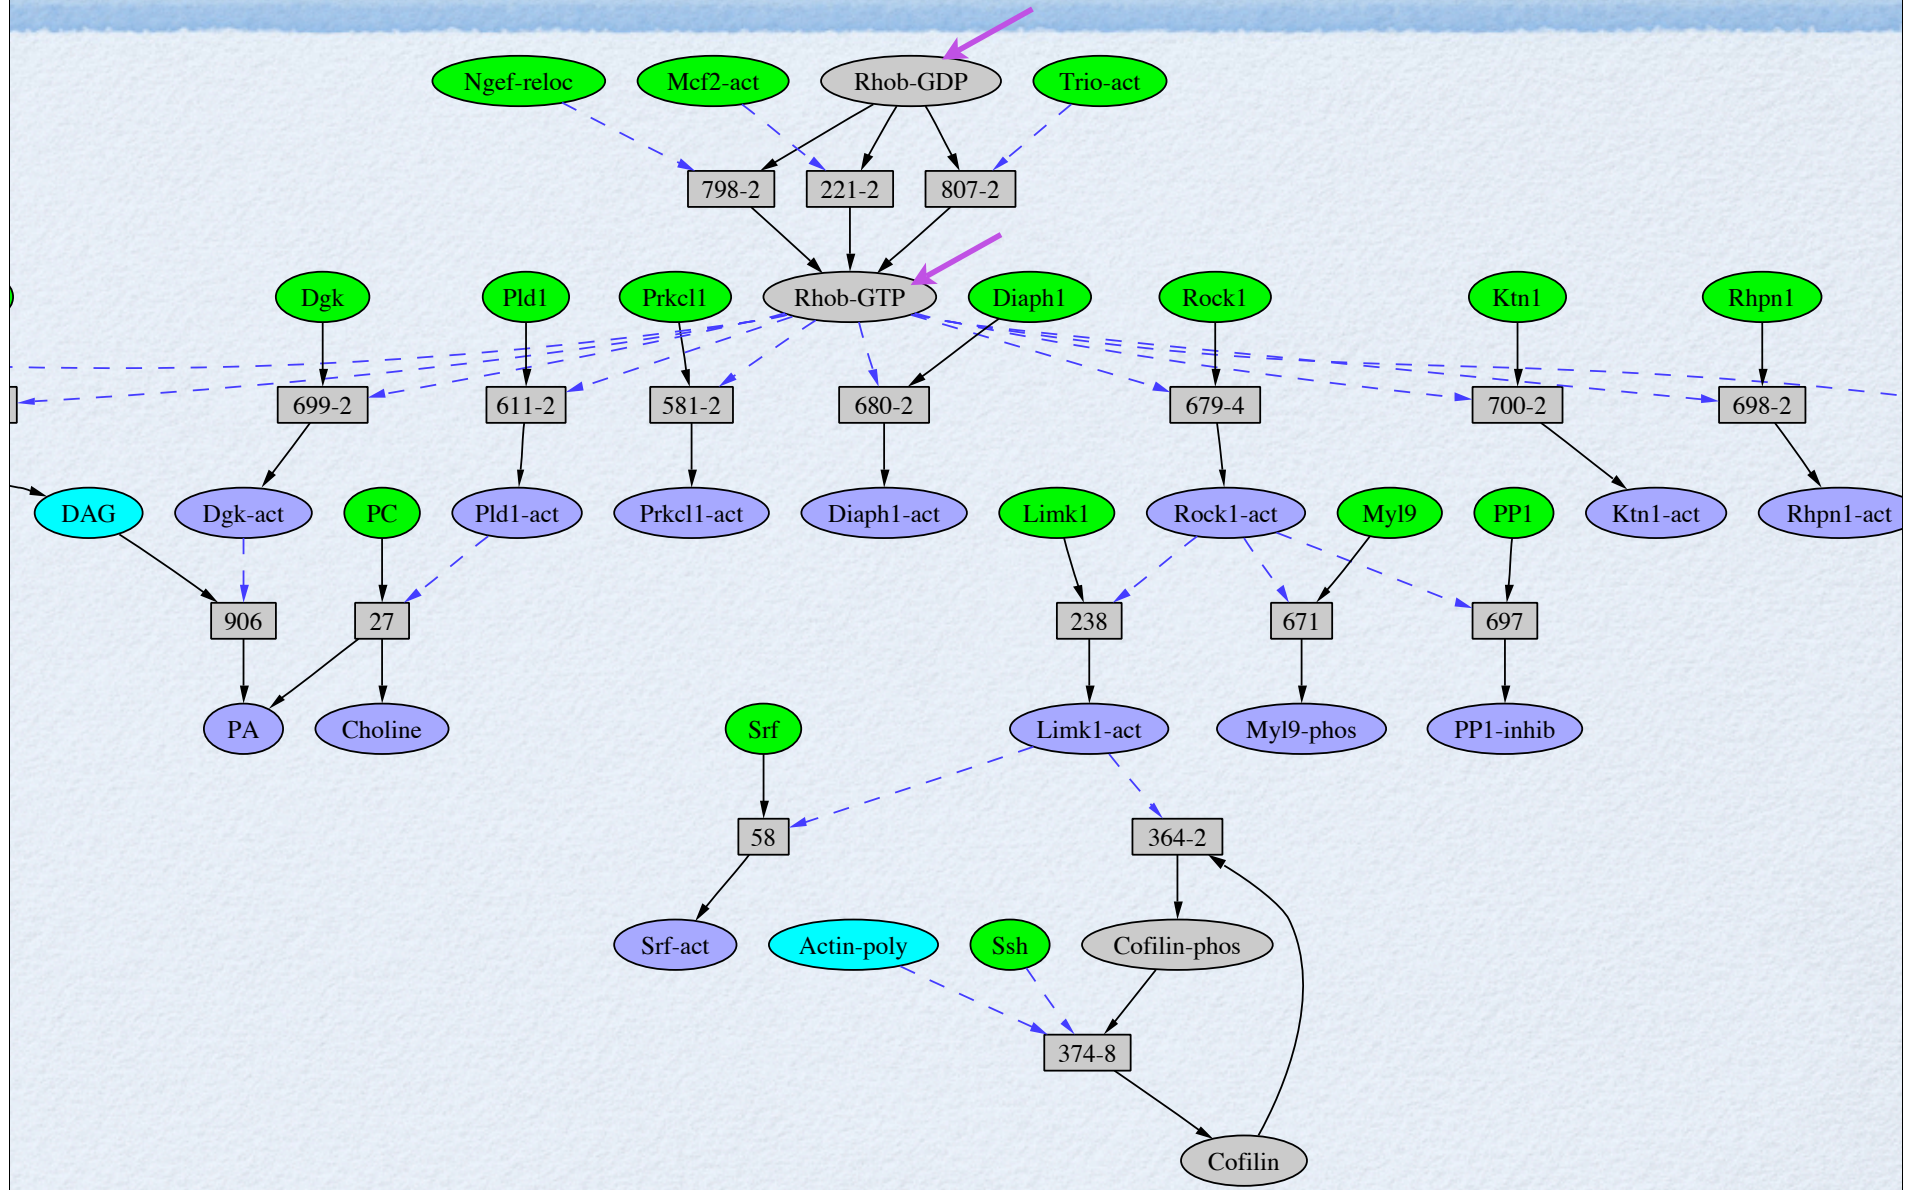 Ngef-reloc
Mcf2-act
Rhob-GDP
Trio-act
798-2
221-2
807-2
Dgk
Pld1
Prkcl1
Rhob-GTP
Diaph1
Rock1
Ktn1
Rhpn1
699-2
611-2
581-2
680-2
679-4
700-2
698-2
DAG
Dgk-act
PC
Pld1-act
Prkcl1-act
Diaph1-act
Limk1
Rock1-act
Myl9
PP1
Ktn1-act
Rhpn1-act
906
27
238
671
697
PA
Choline
Srf
Limk1-act
Myl9-phos
PP1-inhib
58
364-2
Srf-act
Actin-poly
Ssh
Cofilin-phos
374-8
Cofilin